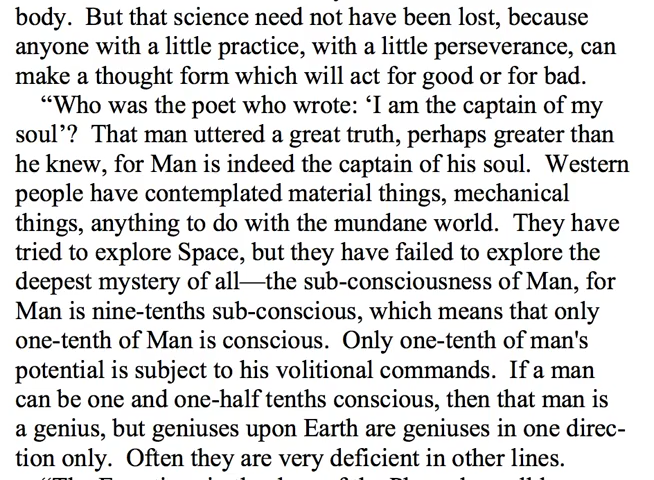 body.  But that science need not have been lost, because
anyone with a little practice, with a little perseverance, can
make a thought form which will act for good or for bad.
“Who was the poet who wrote: ‘I am the captain of my
soul’?  That man uttered a great truth, perhaps greater than
he knew, for Man is indeed the captain of his soul.  Western
people have contemplated material things, mechanical
things, anything to do with the mundane world.  They have
tried to explore Space, but they have failed to explore the
deepest mystery of all—the sub-consciousness of Man, for
Man is nine-tenths sub-conscious, which means that only
one-tenth of Man is conscious.  Only one-tenth of man's
potential is subject to his volitional commands.  If a man
can be one and one-half tenths conscious, then that man is
a genius, but geniuses upon Earth are geniuses in one direc-
tion only.  Often they are very deficient in other lines.